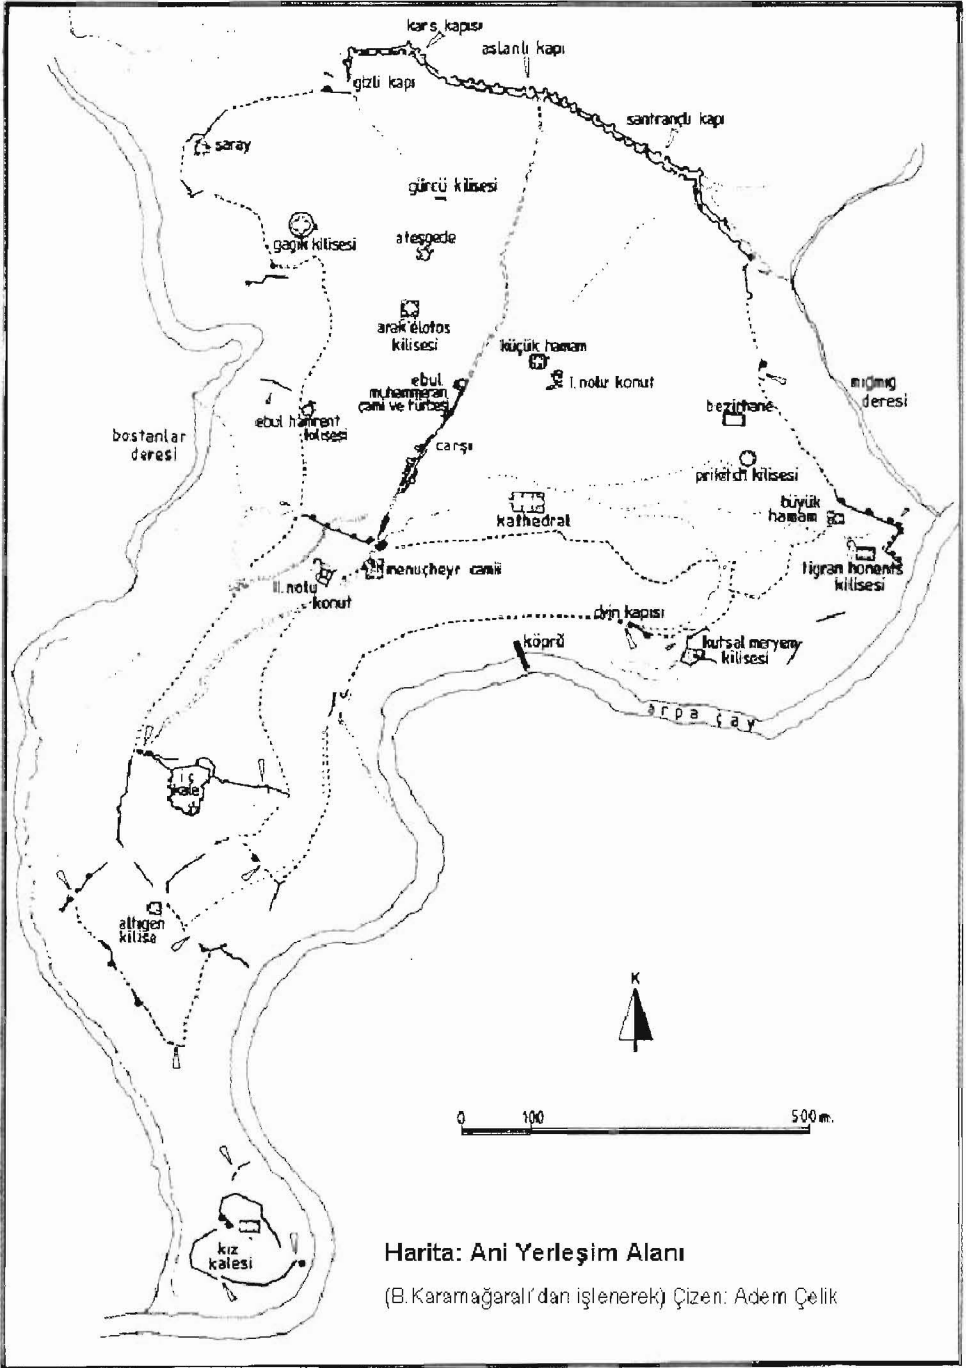 kars kapısı
aslanlı kapı
gizli kapı
santrançlı kapı
saray
gürcü kilisesi
gagik kilisesi
ateşgede
arak'elotos
kilisesi
küçük hamam
I.nolu konut
ebul
muhammeran
çami ve türbesi
ebul hamrent
kilisesi
mığmığ
deresi
bezirhane
bostanlar
deresi
çarşı
prikitch kilisesi
kathedral
büyük
hamam
menuçheyr camii
tigran honents
kilisesi
II.nolu
konut
dvin kapısı
köprü
kutsal meryem
kilisesi
arpa çay
iç
kale
altıgen
kilise
K
0 100 500 m.
kız
kalesi
Harita: Ani Yerleşim Alanı
(B.Karamağaralı'dan işlenerek) Çizen: Adem Çelik